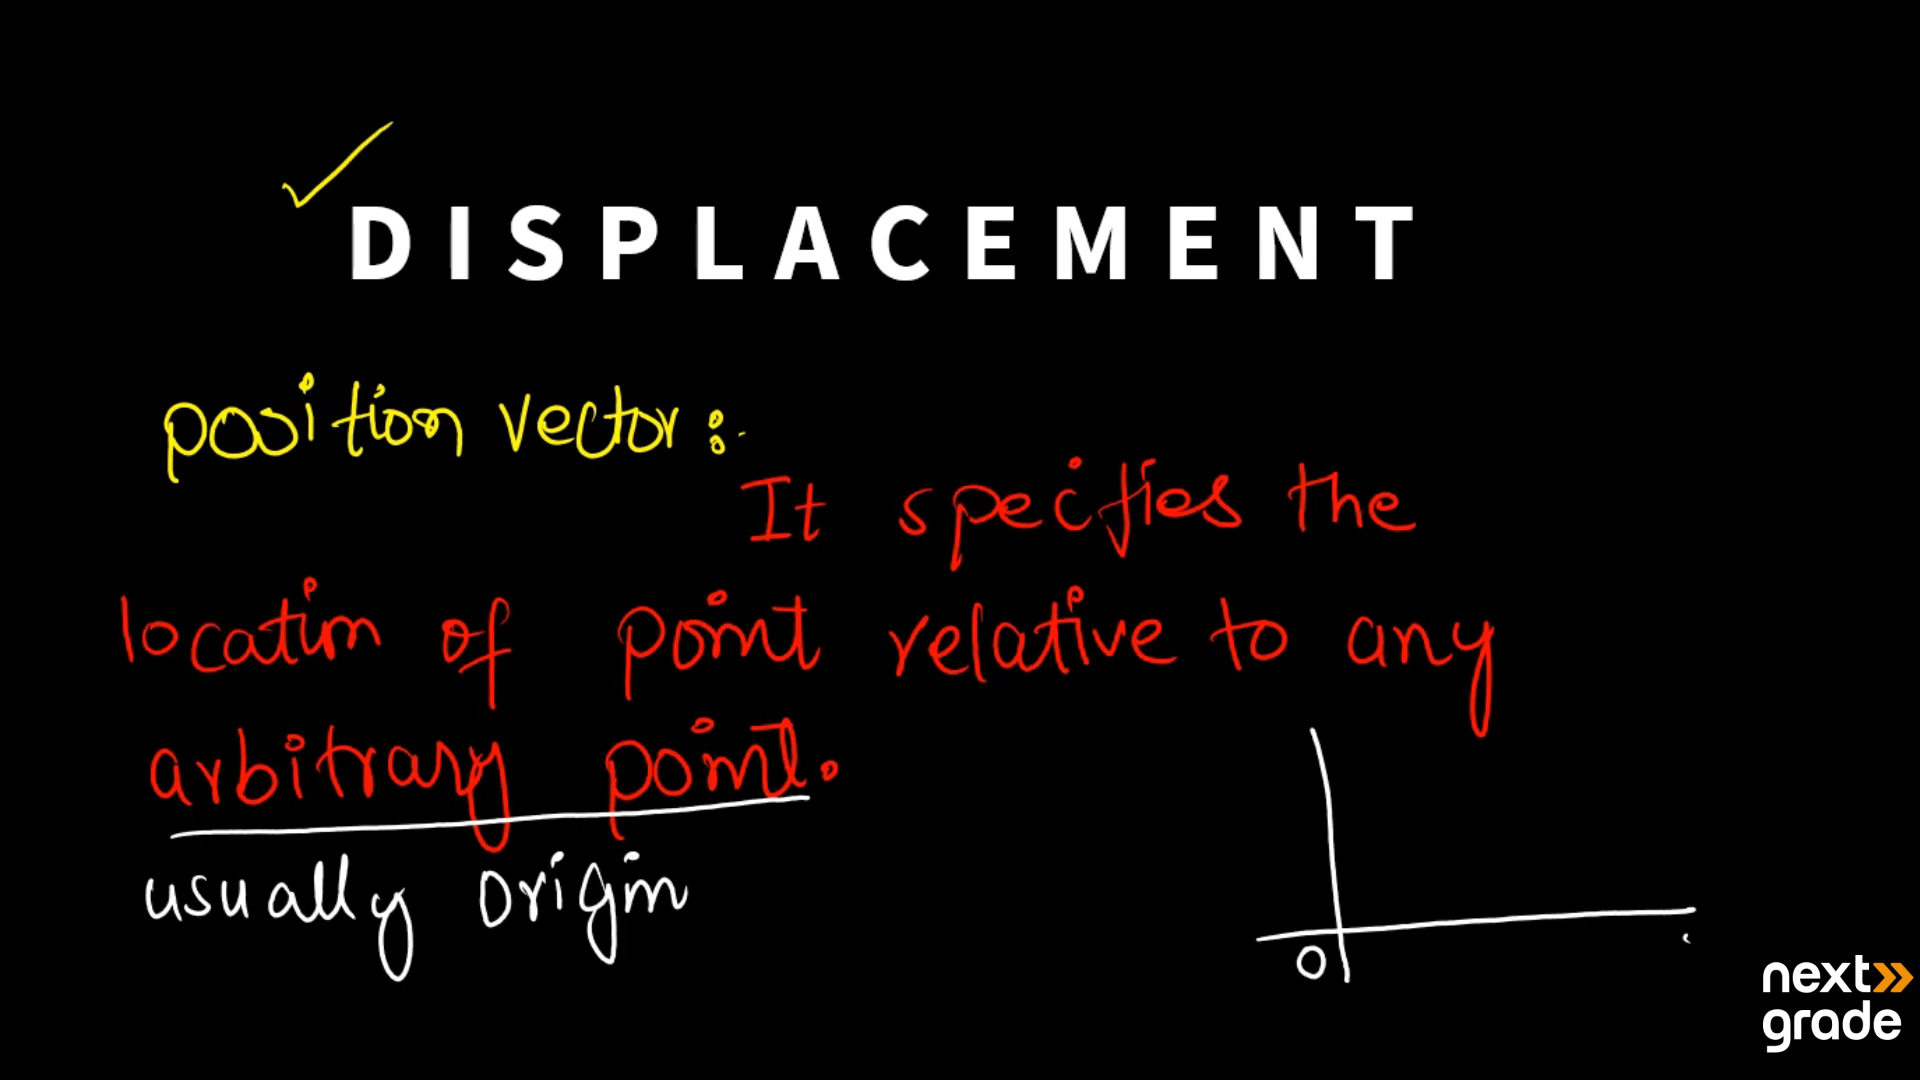 DISPLACEMENT
position vector :-
It specifies the
location of point relative to any
arbitrary point.
usually origin
O
next
grade